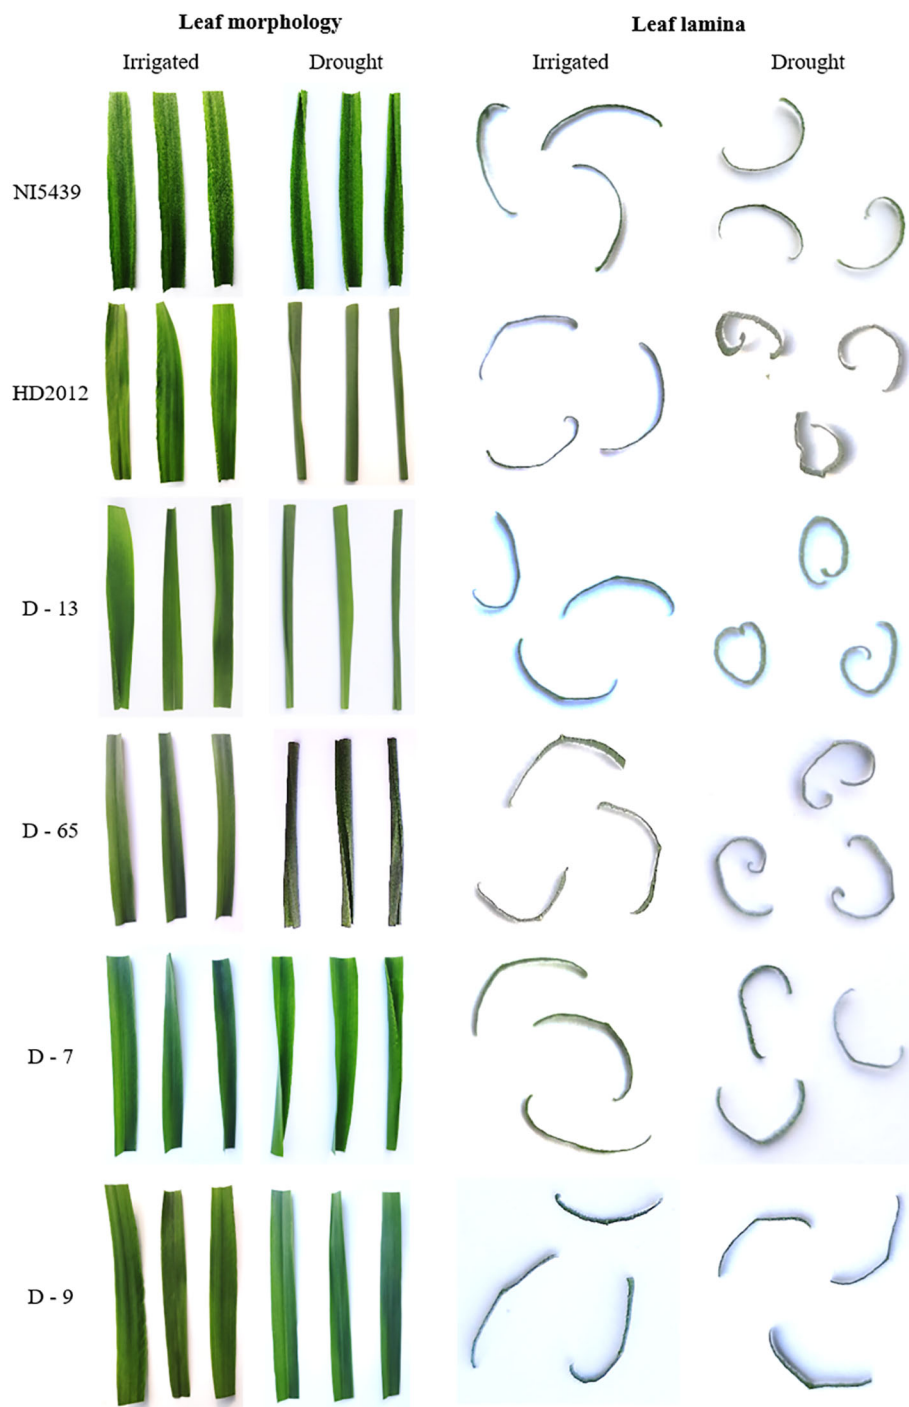 Leaf morphology Leaf lamina
Irrigated Drought Irrigated Drought
NI5439
HD2012
D - 13
D - 65
D - 7
D - 9